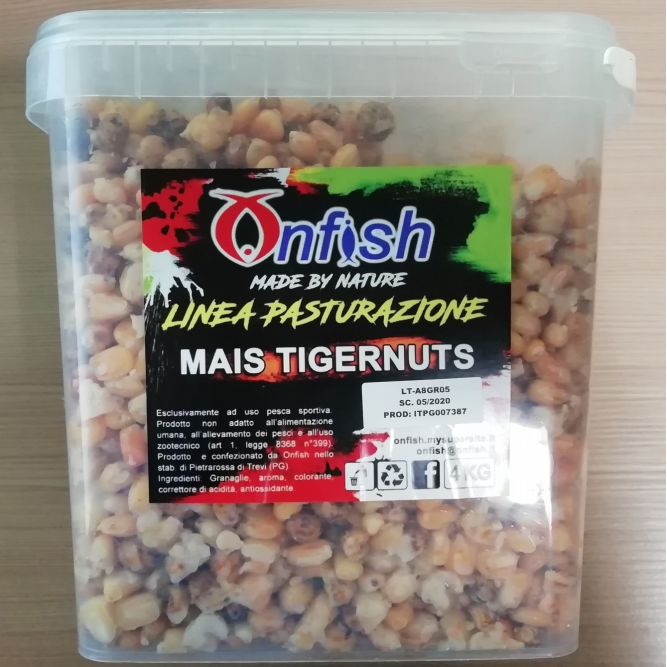 Onfish
MADE BY NATURE
LINEA PASTURAZIONE
MAIS TIGERNUTS
LT-A8GR05
SC. 05/2020
PROD: ITPG007387
Esclusivamente ad uso pesca sportiva.
Prodotto non adatto all'alimentazione
umana, all'allevamento dei pesci e all'uso
zootecnico (art 1, legge 8368 n°399).
Prodotto e confezionato da Onfish nello
stab. di Pietrarossa di Trevi (PG)
Ingredienti: Granaglie, aroma, colorante,
correttore di acidità, antiossidante.
onfish.mysupersite.it
onfish@onfish.it
f
4 KG